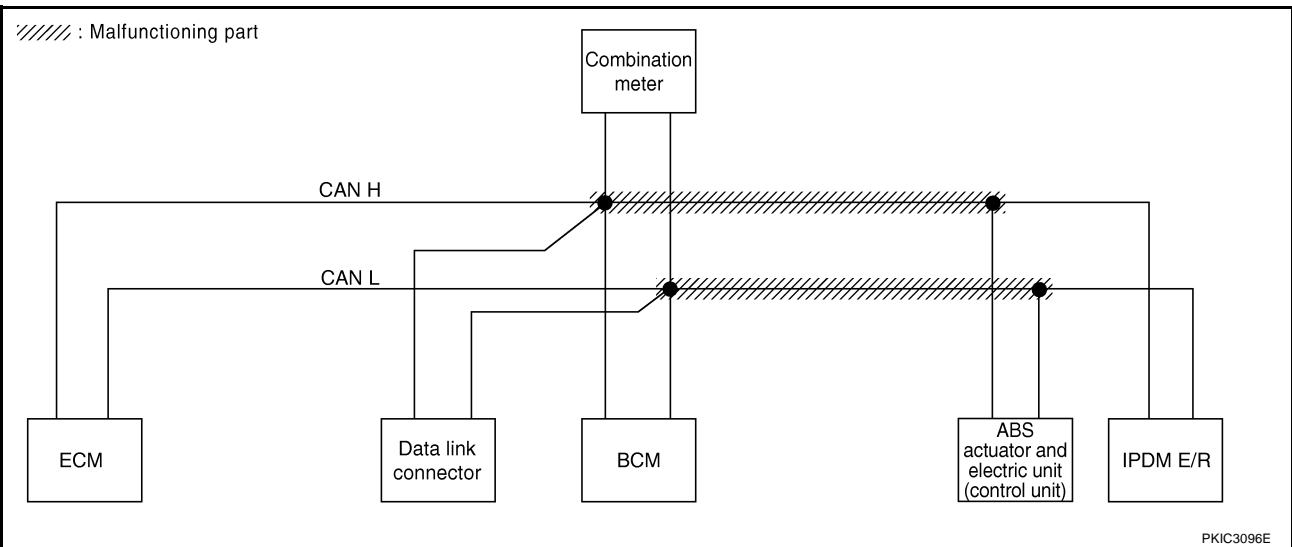 : Malfunctioning part
Combination
meter
CAN H
CAN L
ECM
Data link
connector
BCM
ABS
actuator and
electric unit
(control unit)
IPDM E/R
PKIC3096E